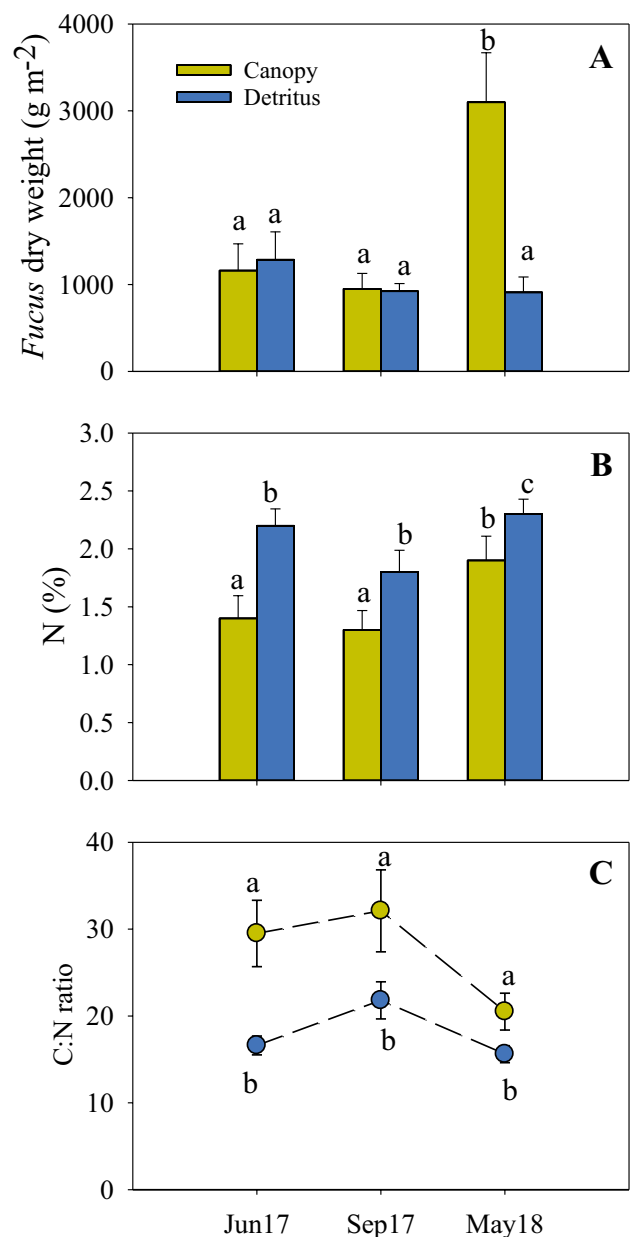 4000
3000
2000
1000
0
Fucus dry weight (g m-2)
Canopy
Detritus
A
a a
a a
b
a
3.0
2.5
2.0
1.5
1.0
0.5
0.0
N (%)
B
a b
a b
b c
40
30
20
10
0
C:N ratio
C
a a a
b b b
Jun17 Sep17 May18